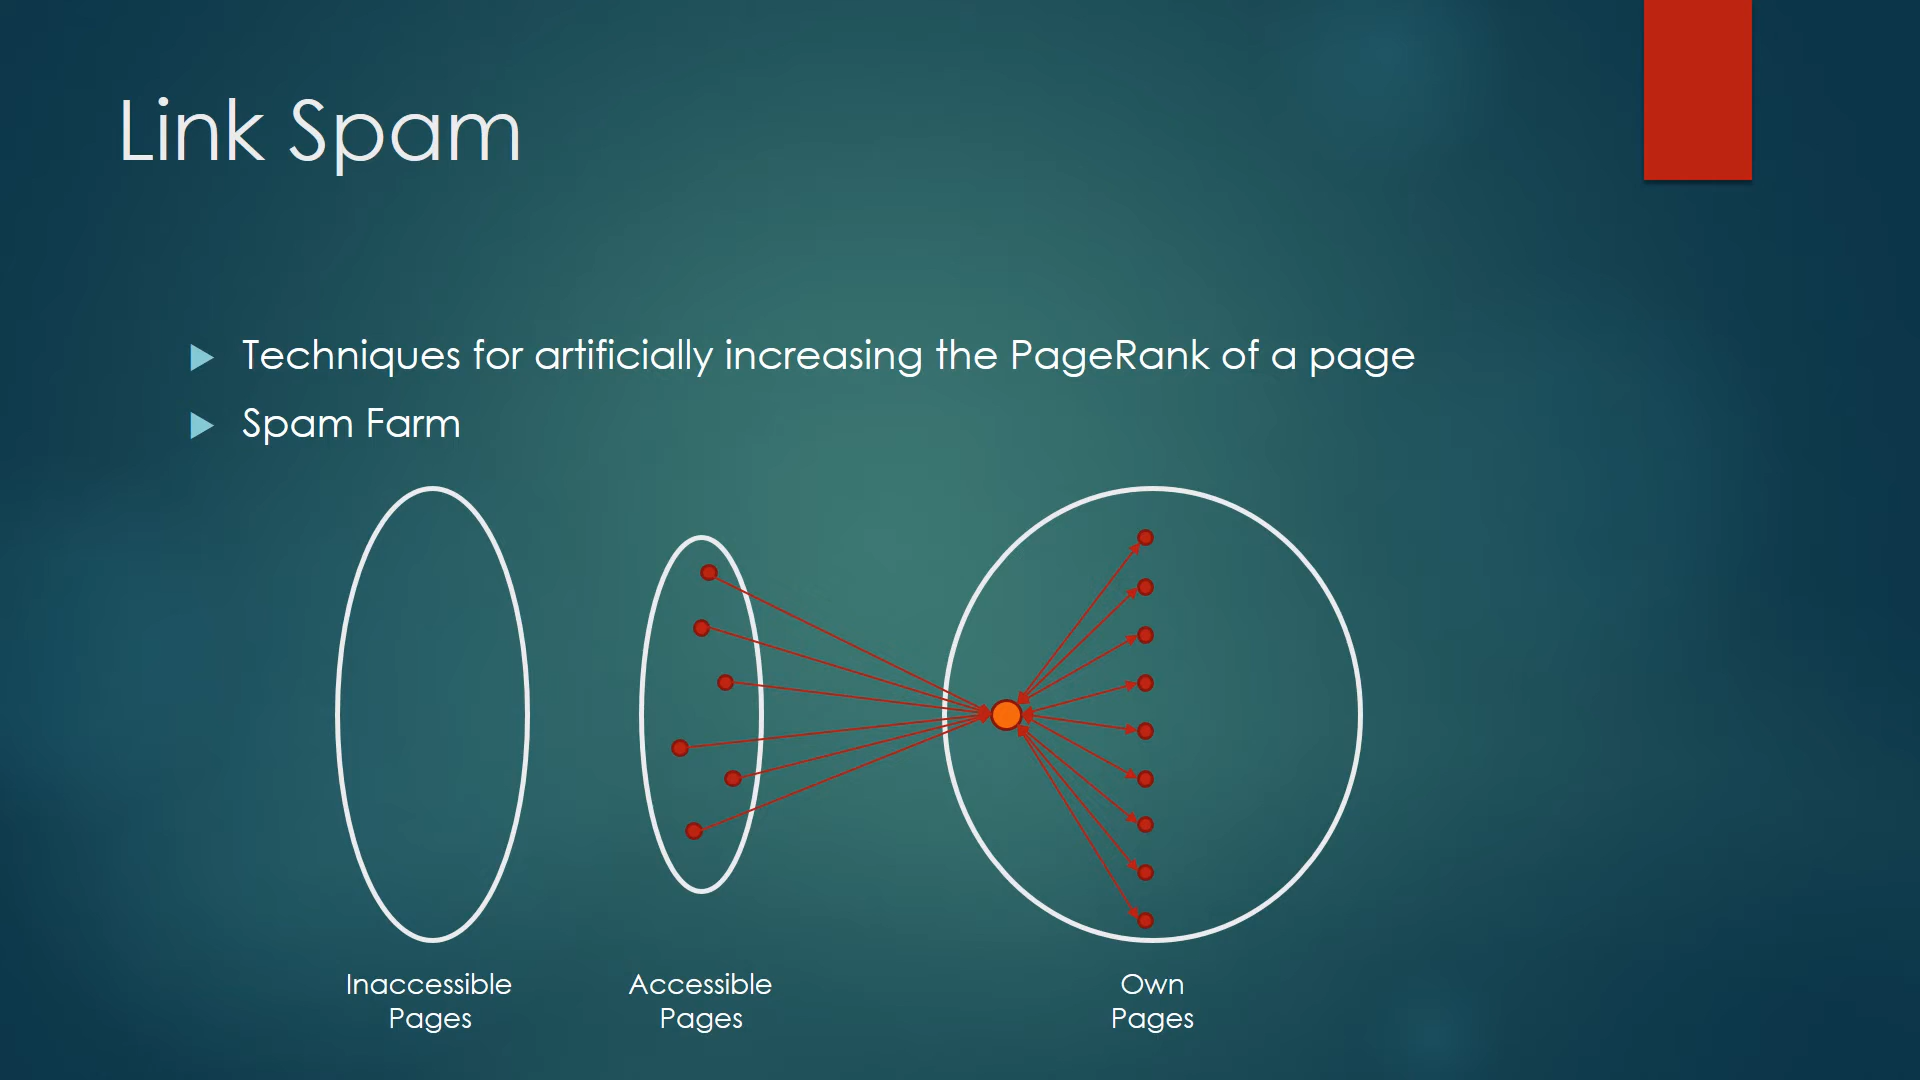 Link Spam
Techniques for artificially increasing the PageRank of a page
Spam Farm
Inaccessible
Pages
Accessible
Pages
Own
Pages